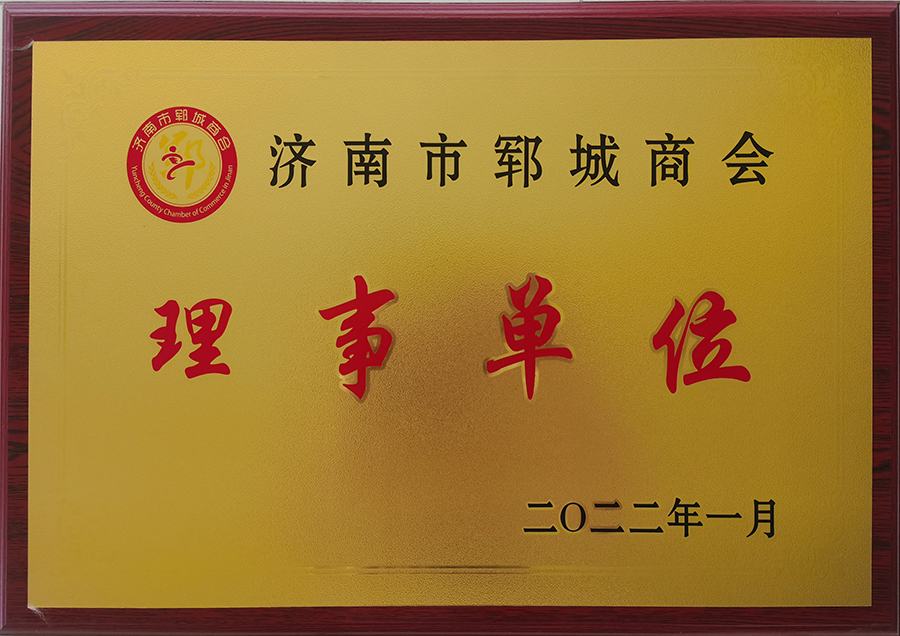 济南市郓城商会
Yuncheng County Chamber of Commerce in Jinan
郓
济南市郓城商会
理事单位
二〇二二年一月